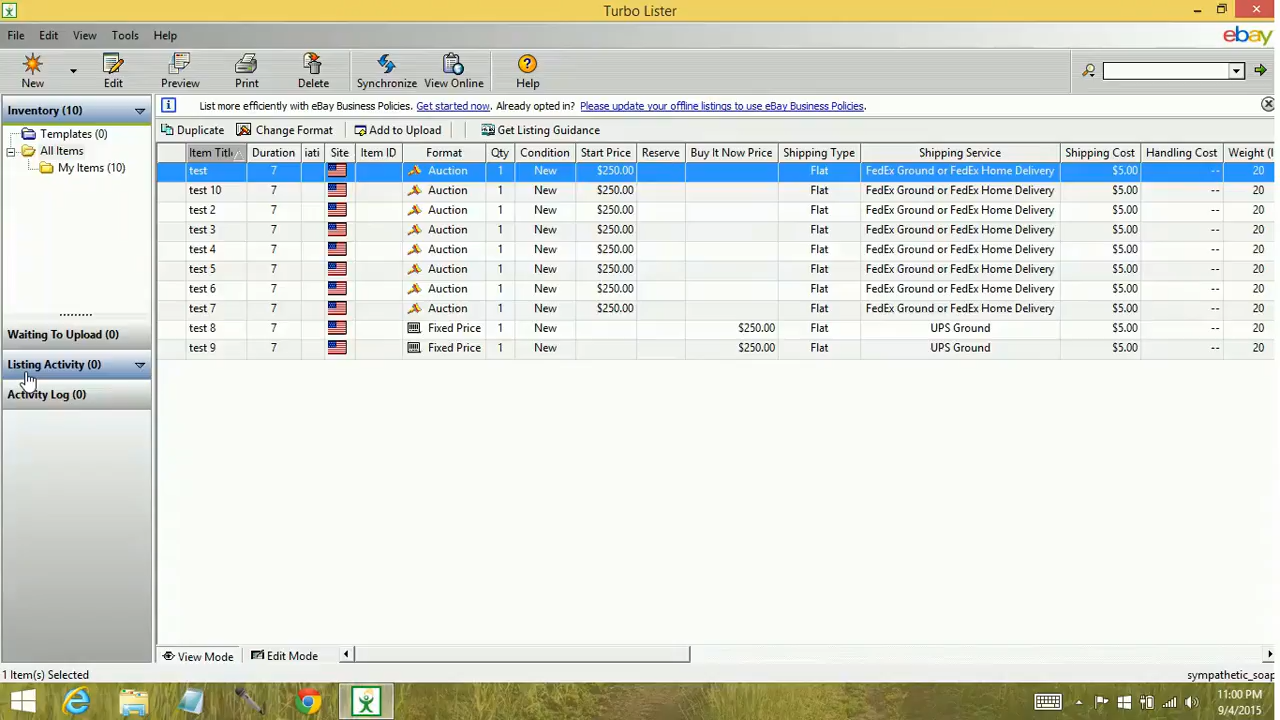 Turbo Lister
File Edit View Tools Help
ebay
New Edit Preview Print Delete Synchronize View Online Help
Inventory (10)
List more efficiently with eBay Business Policies. Get started now. Already opted in? Please update your offline listings to use eBay Business Policies.
Templates (0)
All Items
My Items (10)
Duplicate Change Format Add to Upload Get Listing Guidance
Item Title Duration iati Site Item ID Format Qty Condition Start Price Reserve Buy It Now Price Shipping Type Shipping Service Shipping Cost Handling Cost Weight (l
test 7 Auction 1 New $250.00 Flat FedEx Ground or FedEx Home Delivery $5.00 -- 20
test 10 7 Auction 1 New $250.00 Flat FedEx Ground or FedEx Home Delivery $5.00 -- 20
test 2 7 Auction 1 New $250.00 Flat FedEx Ground or FedEx Home Delivery $5.00 -- 20
test 3 7 Auction 1 New $250.00 Flat FedEx Ground or FedEx Home Delivery $5.00 -- 20
test 4 7 Auction 1 New $250.00 Flat FedEx Ground or FedEx Home Delivery $5.00 -- 20
test 5 7 Auction 1 New $250.00 Flat FedEx Ground or FedEx Home Delivery $5.00 -- 20
test 6 7 Auction 1 New $250.00 Flat FedEx Ground or FedEx Home Delivery $5.00 -- 20
test 7 7 Auction 1 New $250.00 Flat FedEx Ground or FedEx Home Delivery $5.00 -- 20
test 8 7 Fixed Price 1 New $250.00 Flat UPS Ground $5.00 -- 20
test 9 7 Fixed Price 1 New $250.00 Flat UPS Ground $5.00 -- 20
Waiting To Upload (0)
Listing Activity (0)
Activity Log (0)
View Mode Edit Mode
1 Item(s) Selected
sympathetic_soap
11:00 PM
9/4/2015